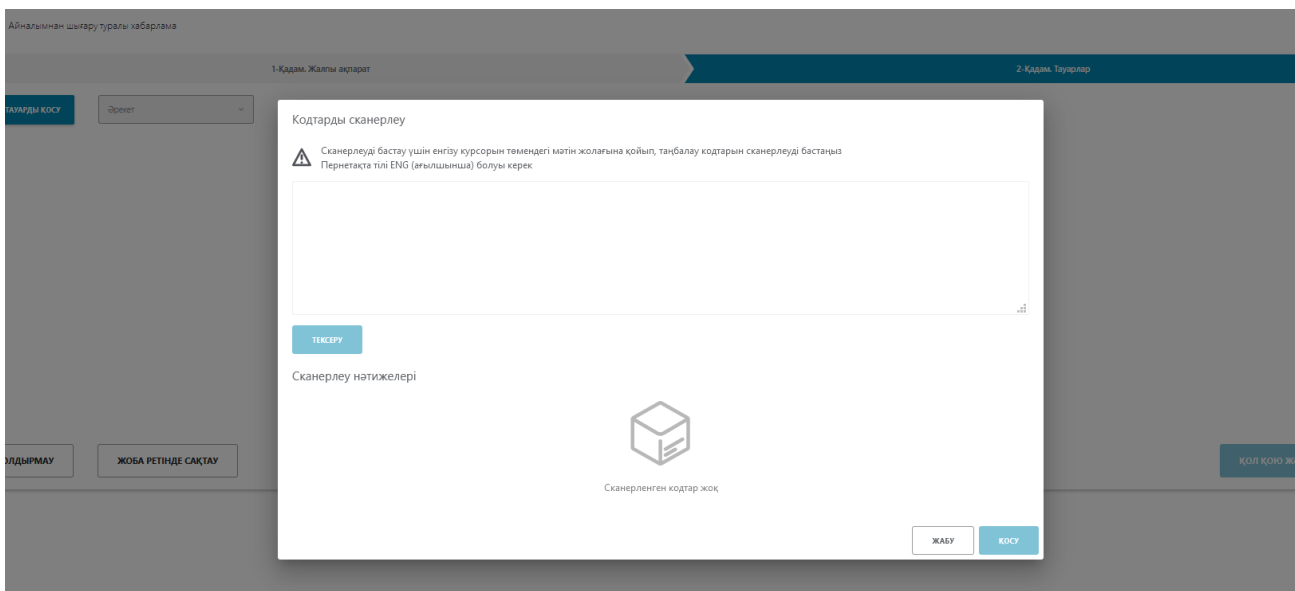 Айналымнан шығару туралы хабарлама
1-Қадам. Жалпы ақпарат
2-Қадам. Тауарлар
ТАУАРДЫ ҚОСУ
Әрекет
Кодтарды сканерлеу
Сканерлеуді бастау үшін енгізу курсорын төмендегі мәтін жолағына қойып, таңбалау кодтарын сканерлеуді бастаңыз
Пернетақта тілі ENG (ағылшынша) болуы керек
ТЕКСЕРУ
Сканерлеу нәтижелері
Сканерленген кодтар жоқ
ЖАБУ
ҚОСУ
ОЛДЫРМАУ
ЖОБА РЕТІНДЕ САҚТАУ
ҚОЛ ҚОЮ Ж